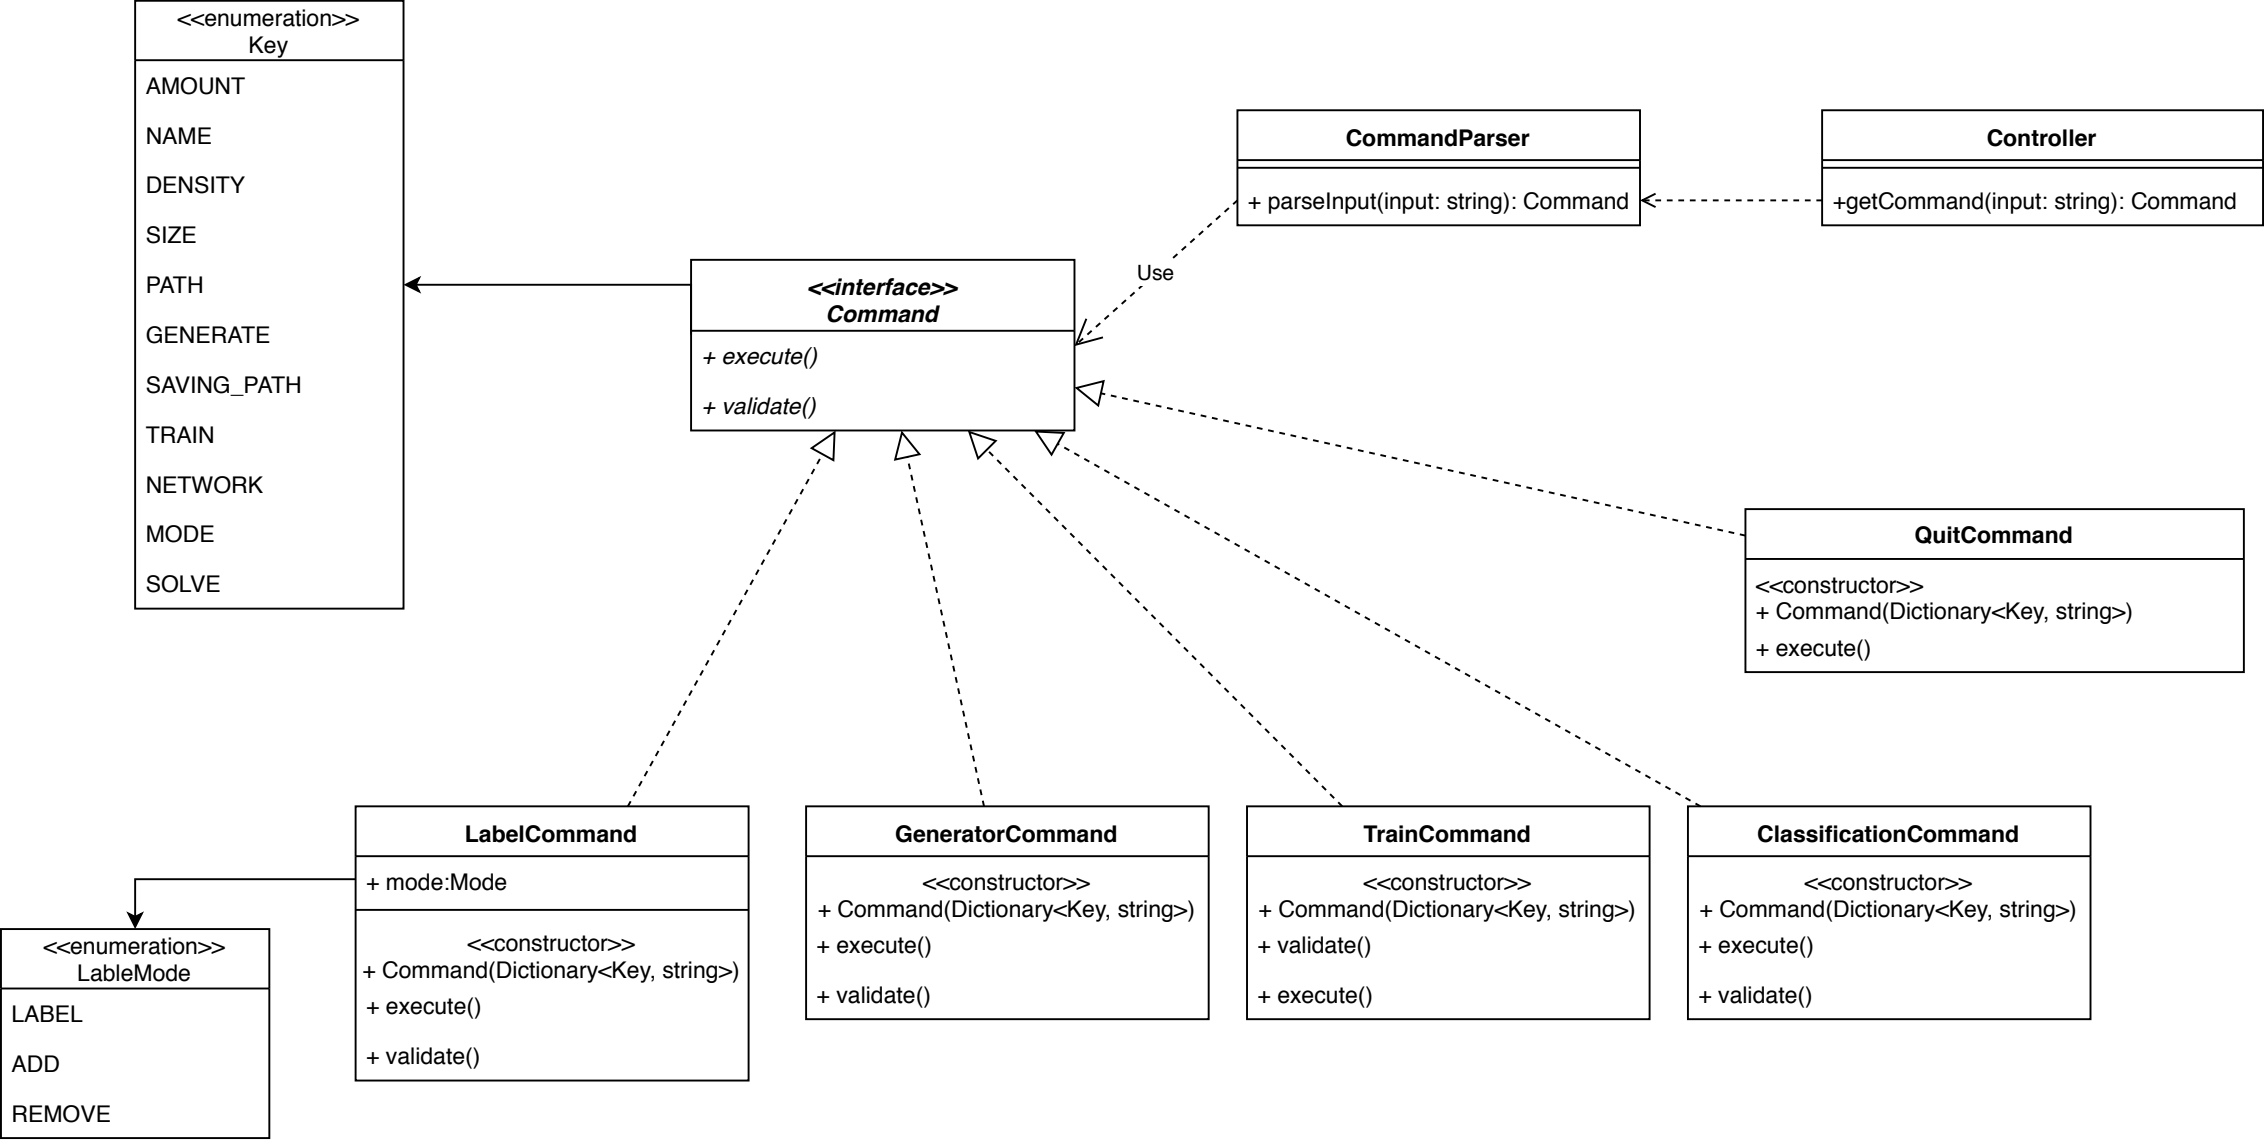 <<enumeration>>
Key
AMOUNT
NAME
DENSITY
SIZE
PATH
GENERATE
SAVING_PATH
TRAIN
NETWORK
MODE
SOLVE
<<interface>>
Command
+ execute()
+ validate()
Use
CommandParser
+ parseInput(input: string): Command
Controller
+getCommand(input: string): Command
QuitCommand
<<constructor>>
+ Command(Dictionary<Key, string>)
+ execute()
LabelCommand
+ mode:Mode
<<constructor>>
+ Command(Dictionary<Key, string>)
+ execute()
+ validate()
GeneratorCommand
<<constructor>>
+ Command(Dictionary<Key, string>)
+ execute()
+ validate()
TrainCommand
<<constructor>>
+ Command(Dictionary<Key, string>)
+ validate()
+ execute()
ClassificationCommand
<<constructor>>
+ Command(Dictionary<Key, string>)
+ execute()
+ validate()
<<enumeration>>
LableMode
LABEL
ADD
REMOVE